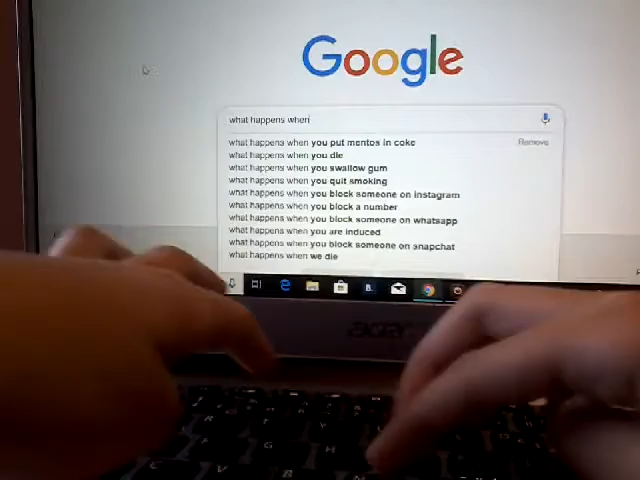 Google
what happens when
what happens when you put mentos in coke
Remove
what happens when you die
what happens when you swallow gum
what happens when you quit smoking
what happens when you block someone on instagram
what happens when you block a number
what happens when you block someone on whatsapp
what happens when you are induced
what happens when you block someone on snapchat
what happens when we die
acer